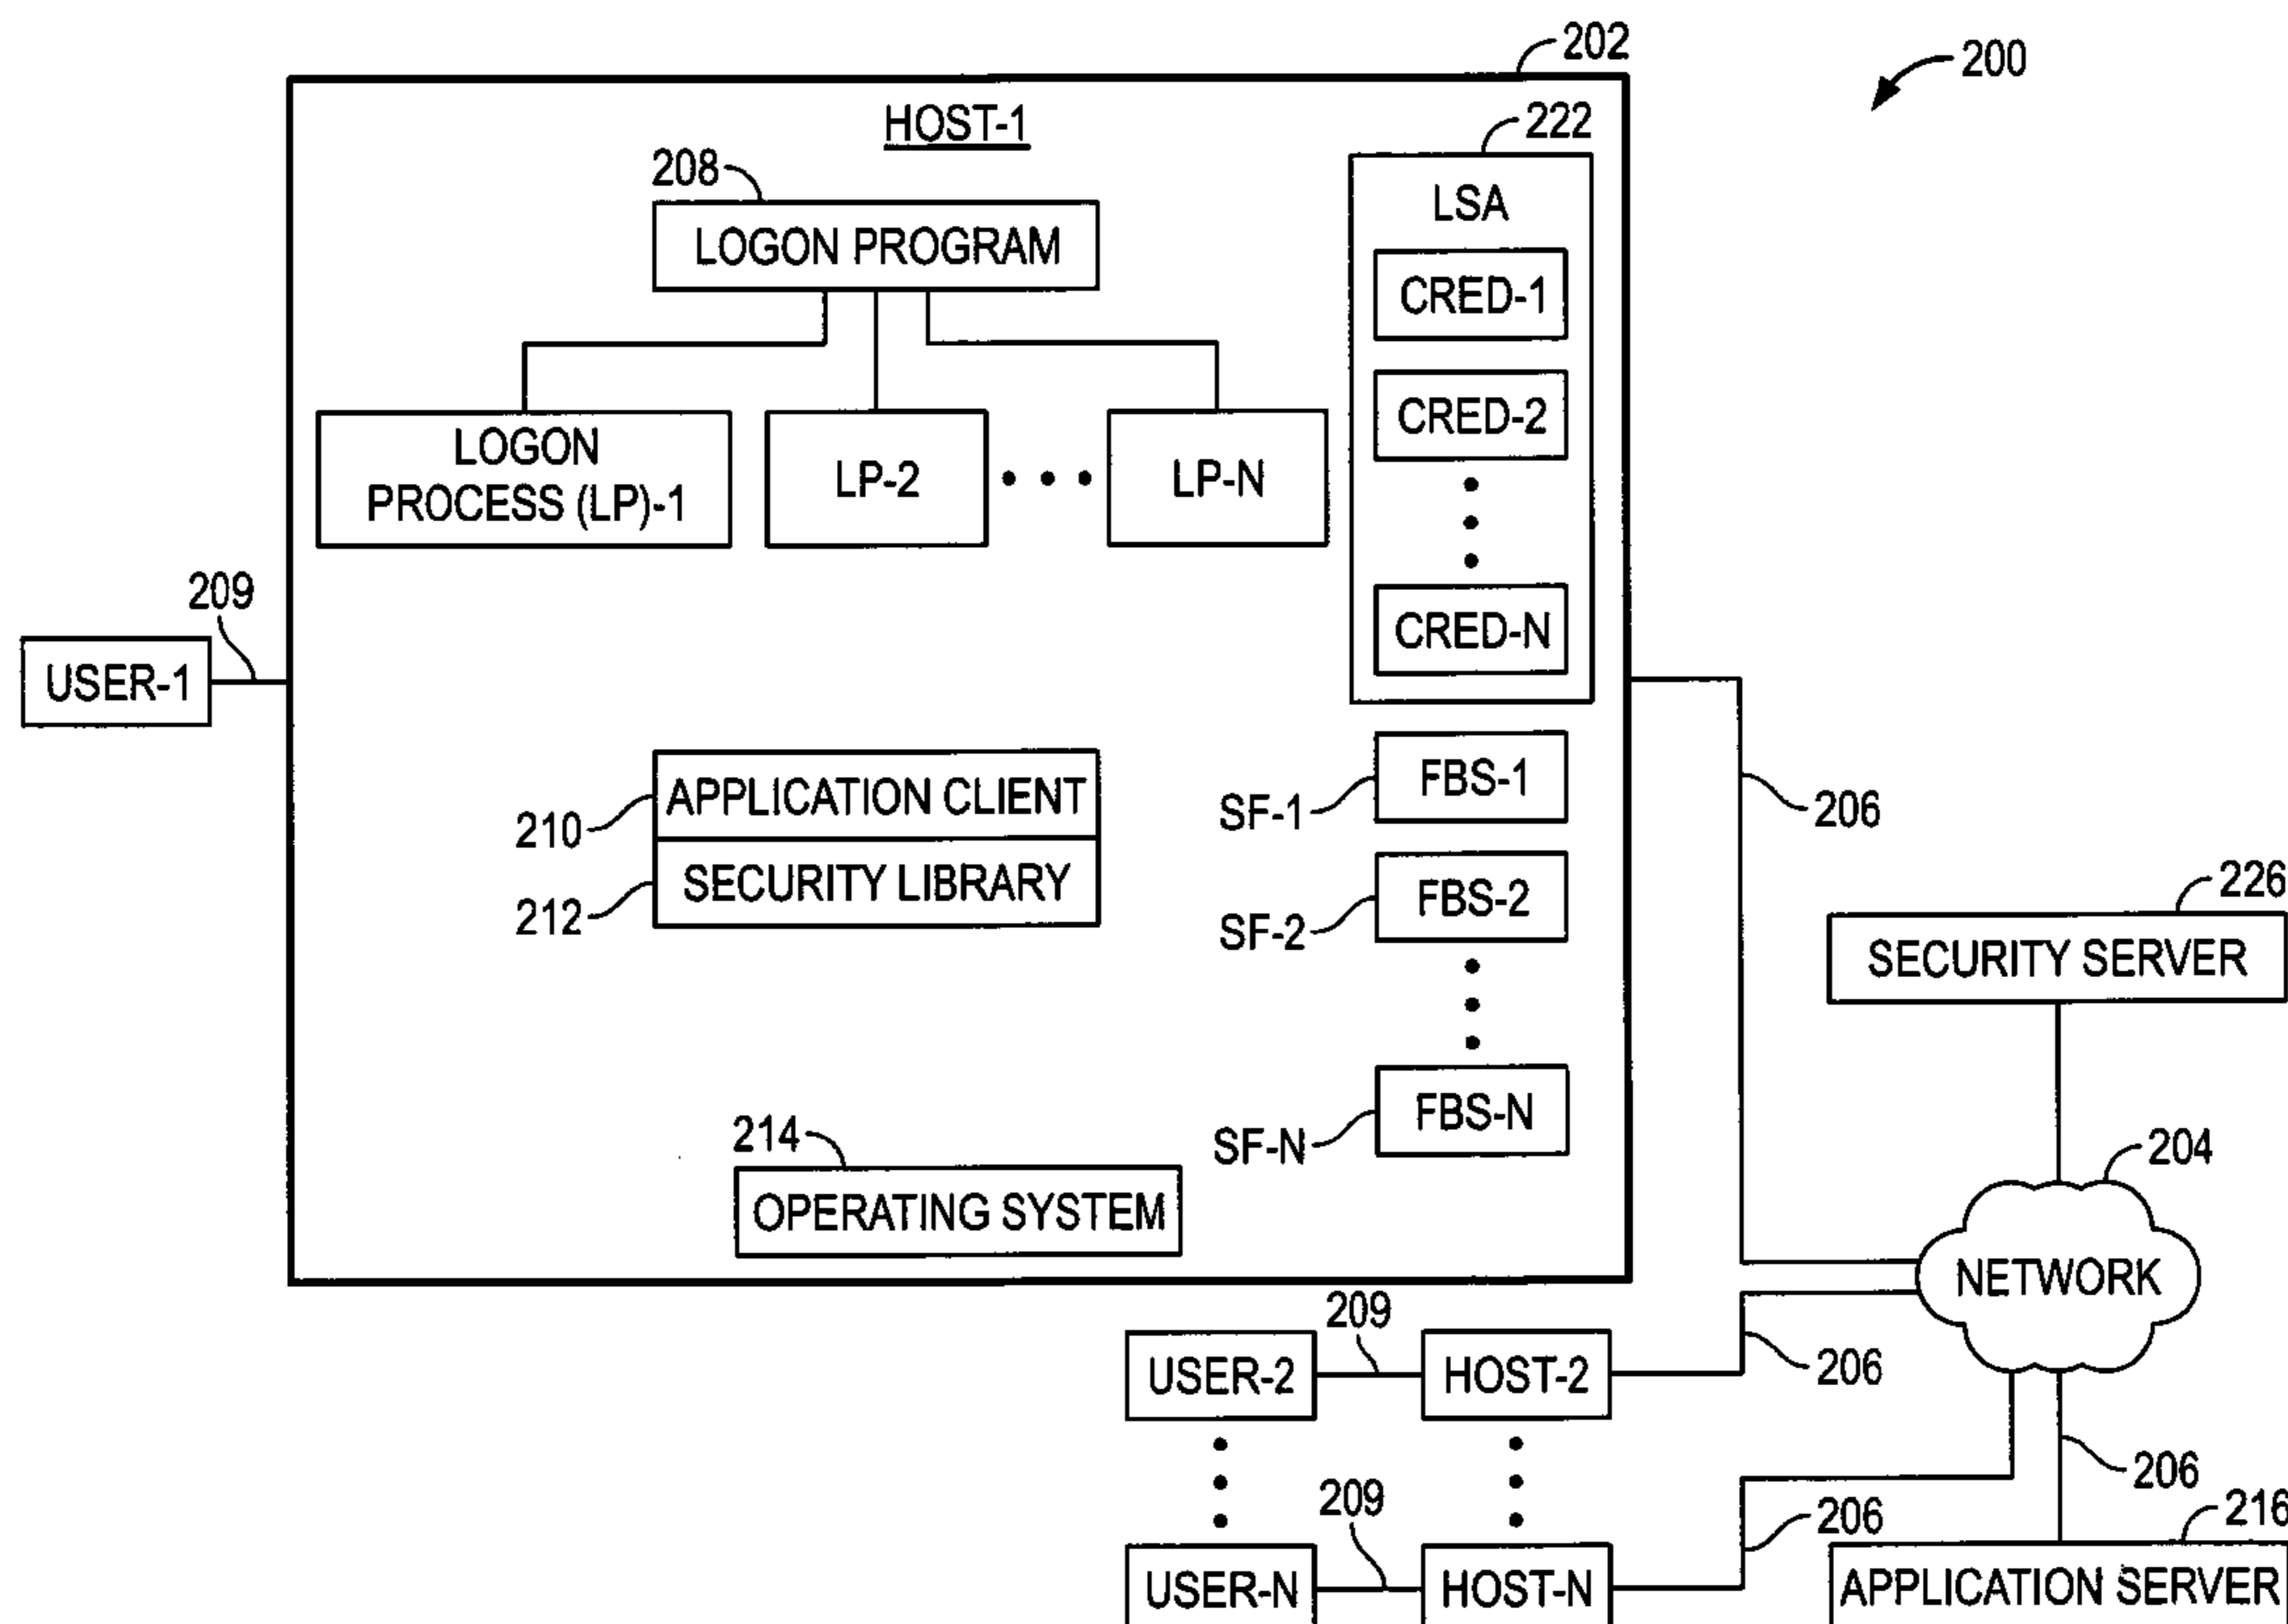 202
200
HOST-1
222
208
LSA
LOGON PROGRAM
CRED-1
CRED-2
LOGON
PROCESS (LP)-1
LP-2
LP-N
CRED-N
209
USER-1
APPLICATION CLIENT
210
SECURITY LIBRARY
212
FBS-1
SF-1
206
FBS-2
SF-2
226
SECURITY SERVER
FBS-N
SF-N
214
OPERATING SYSTEM
204
NETWORK
209
USER-2
HOST-2
206
206
209
206
216
USER-N
HOST-N
APPLICATION SERVER